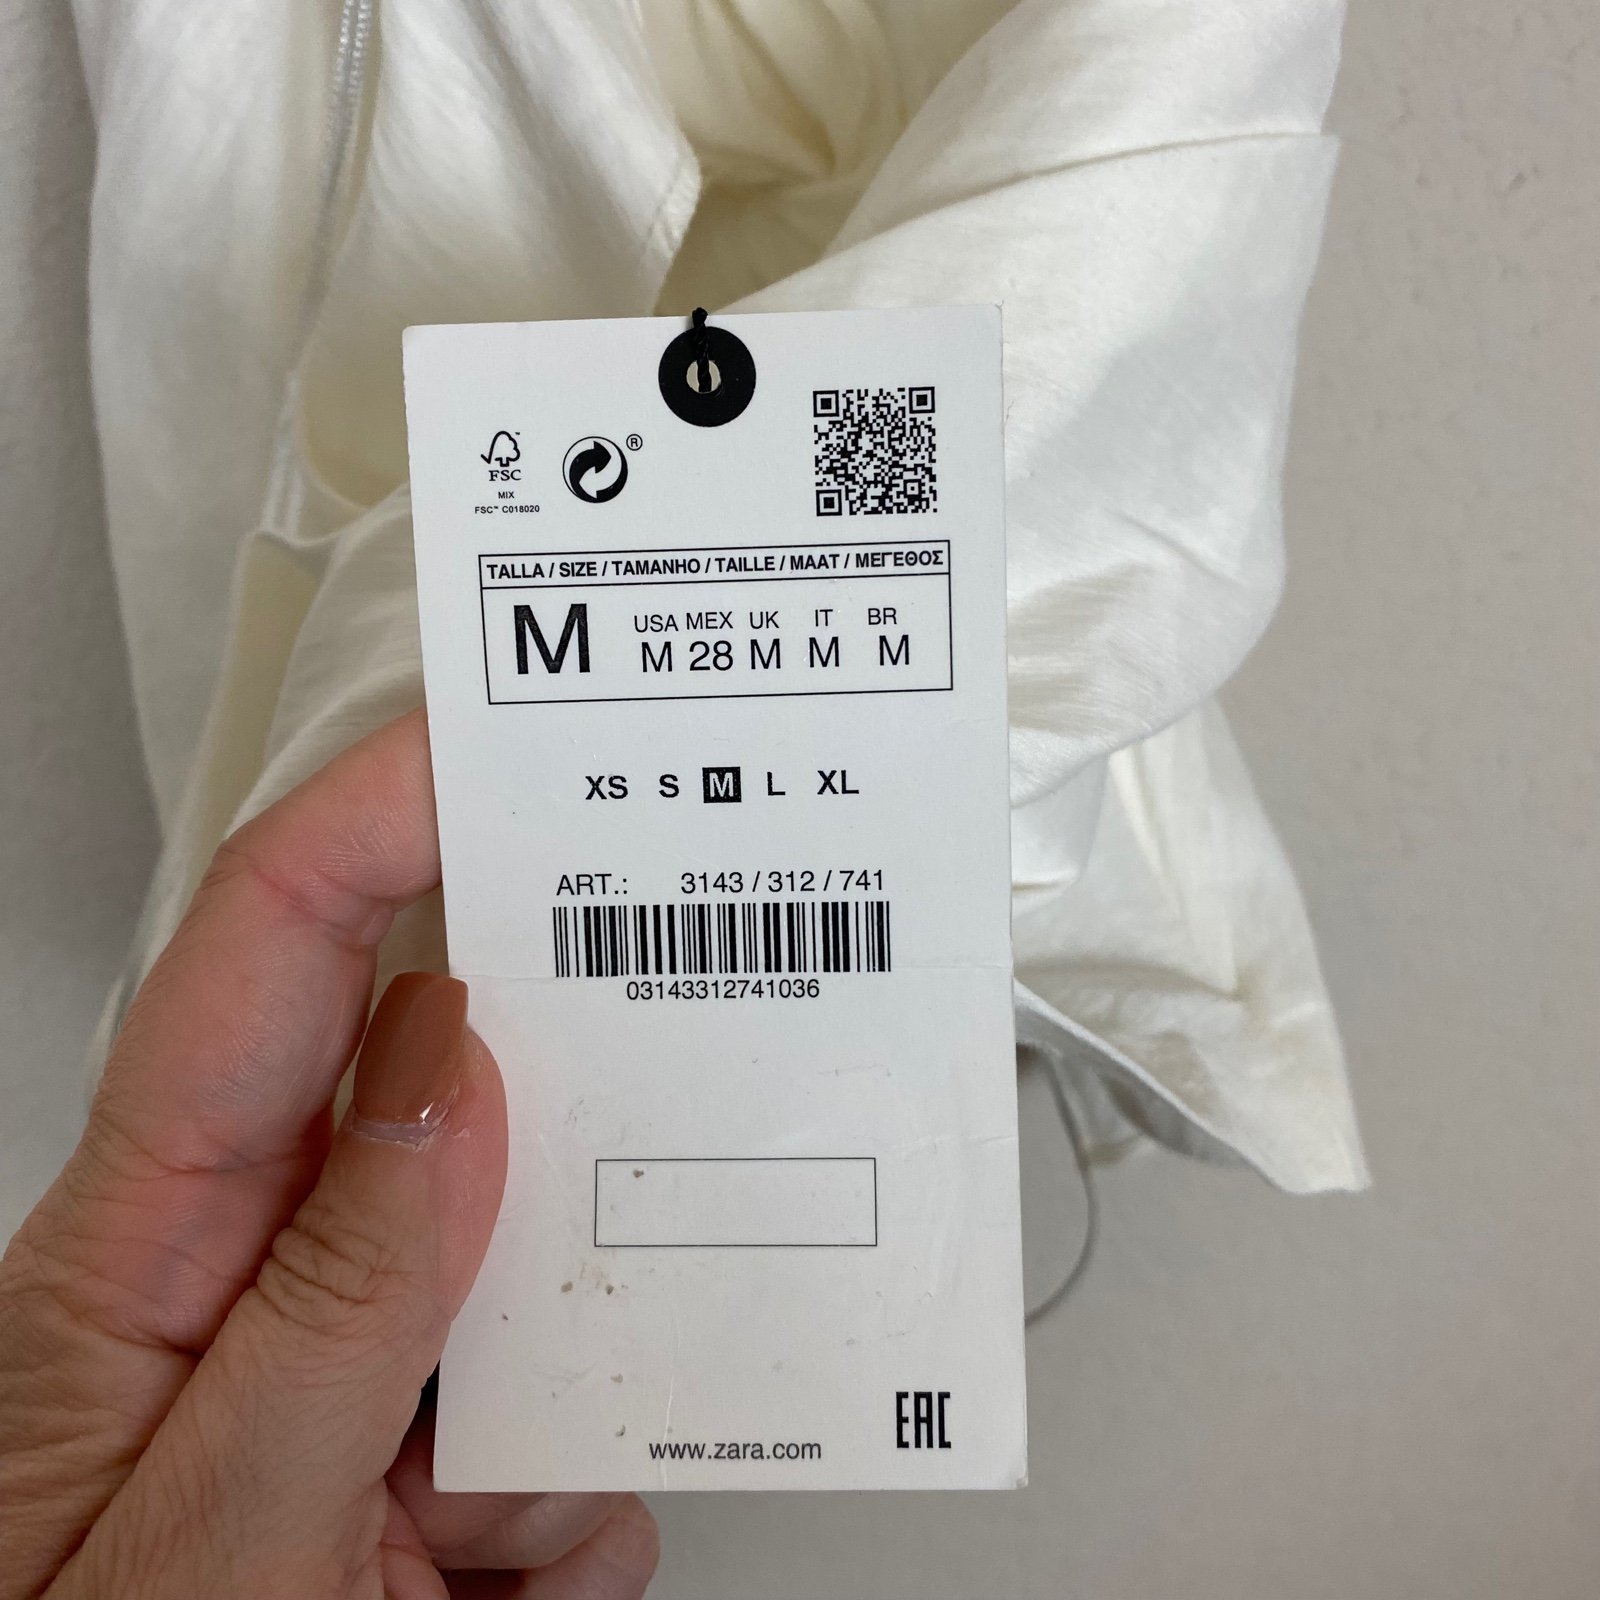 FSC™
MIX
FSC™ C018020
®
TALLA / SIZE / TAMANHO / TAILLE / MAAT / ΜΕΓΕΘΟΣ
M
USA MEX UK IT BR
M 28 M M M
XS S M L XL
ART.: 3143 / 312 / 741
03143312741036
www.zara.com
EAC